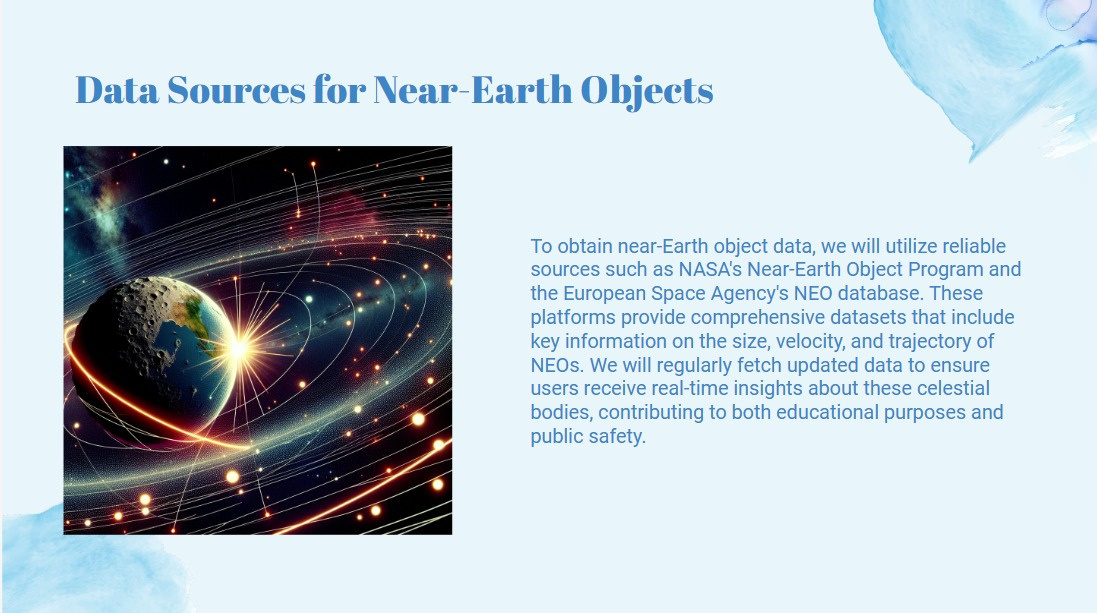 Data Sources for Near-Earth Objects
To obtain near-Earth object data, we will utilize reliable
sources such as NASA's Near-Earth Object Program and
the European Space Agency's NEO database. These
platforms provide comprehensive datasets that include
key information on the size, velocity, and trajectory of
NEOs. We will regularly fetch updated data to ensure
users receive real-time insights about these celestial
bodies, contributing to both educational purposes and
public safety.